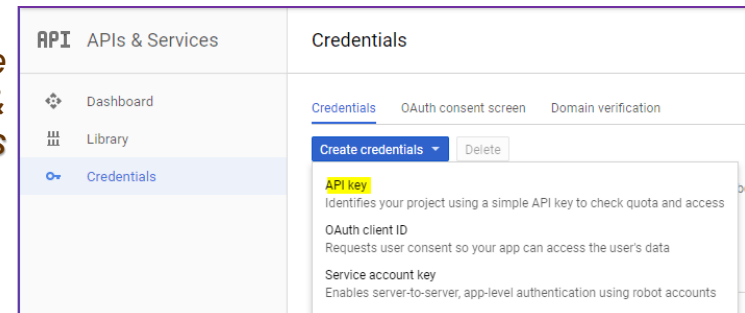 API APIs & Services
Credentials
Dashboard
Library
Credentials
Credentials OAuth consent screen Domain verification
Create credentials Delete
API key
Identifies your project using a simple API key to check quota and access
OAuth client ID
Requests user consent so your app can access the user's data
Service account key
Enables server-to-server, app-level authentication using robot accounts